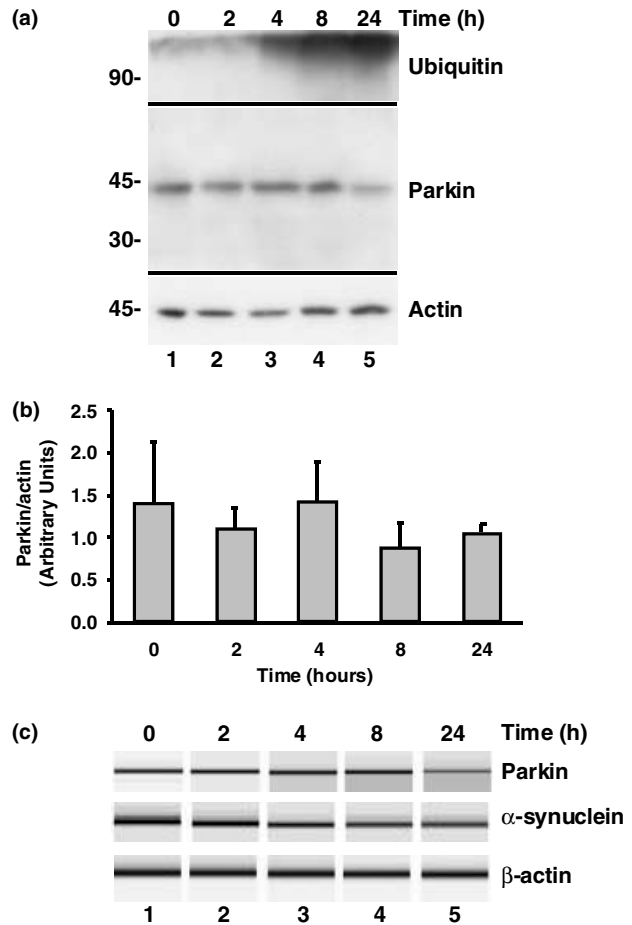 (a)
0 2 4 8 24 Time (h)
90-
Ubiquitin
45-
Parkin
30-
45-
Actin
1 2 3 4 5
(b)
Parkin/actin
(Arbitrary Units)
2.5
2.0
1.5
1.0
0.5
0.0
0 2 4 8 24
Time (hours)
(c)
0 2 4 8 24 Time (h)
Parkin
α-synuclein
β-actin
1 2 3 4 5